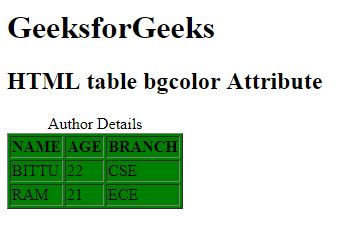 GeeksforGeeks
HTML table bgcolor Attribute
Author Details
NAME AGE BRANCH
BITTU 22 CSE
RAM 21 ECE